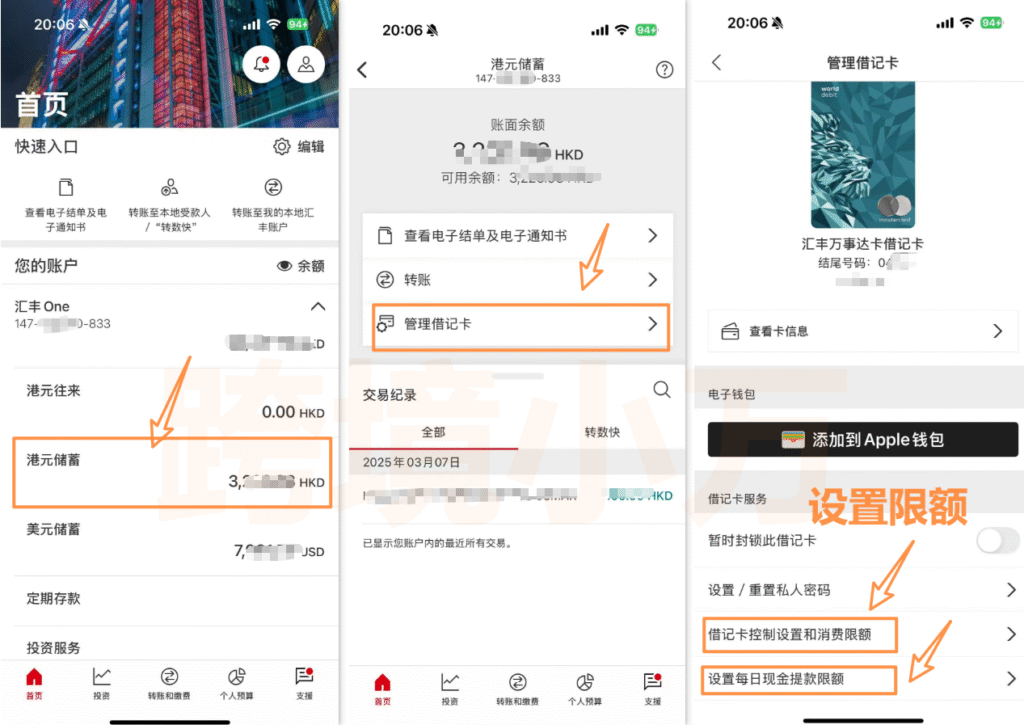 20:06
94
首页
快速入口
编辑
查看电子结单及电
子通知书
转账至本地受款人
/“转数快”
转账至我的本地汇
丰账户
您的账户
余额
汇丰 One
147-
0-833
D
港元往来
0.00 HKD
港元储蓄
3,2
HKD
美元储蓄
7,
USD
定期存款
投资服务
首页
投资
转账和缴费
个人预算
支援
20:06
94
港元储蓄
147-
-833
账面余额
HKD
可用余额：3,
查看电子结单及电子通知书
转账
管理借记卡
交易纪录
全部
转数快
2025年03月07日
HKD
已显示您账户内的最近所有交易。
首页
投资
转账和缴费
个人预算
支援
20:06
94
管理借记卡
world
debit
mastercard
汇丰万事达卡借记卡
结尾号码：04
查看卡信息
电子钱包
添加到Apple钱包
借记卡服务
设置限额
暂时封锁此借记卡
设置 / 重置私人密码
借记卡控制设置和消费限额
设置每日现金提款限额
跨境小万